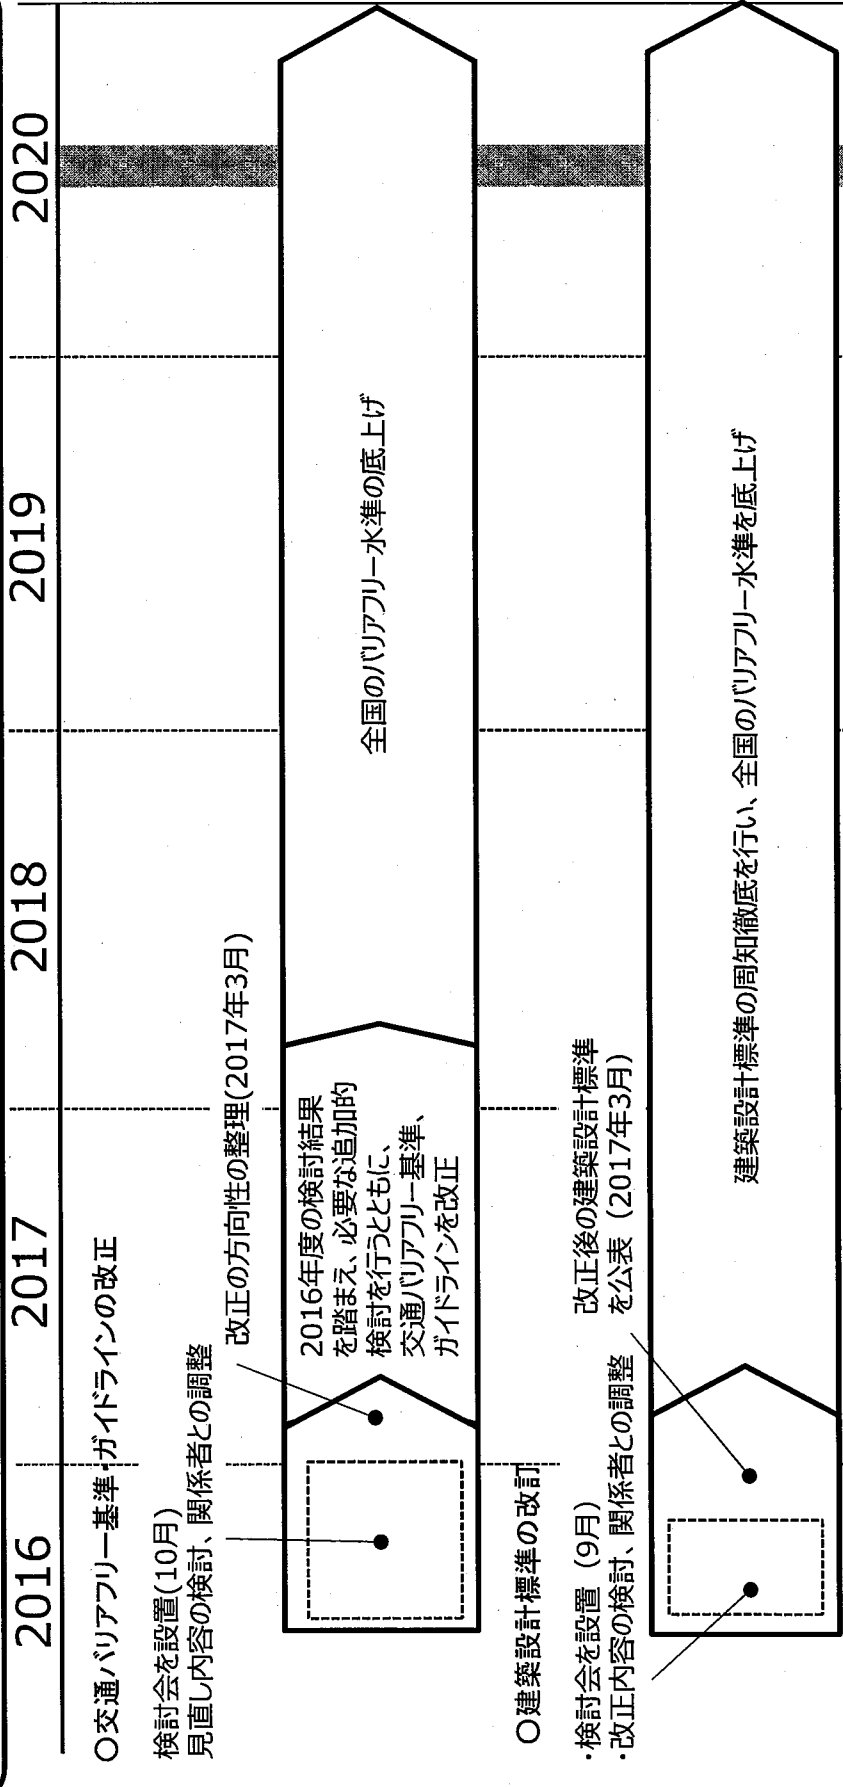 2016
2017
2018
2019
2020
○交通バリアフリー基準・ガイドラインの改正
検討会を設置(10月)
見直し内容の検討、関係者との調整
改正の方向性の整理(2017年3月)
2016年度の検討結果
を踏まえ、必要な追加的
検討を行うとともに、
交通バリアフリー基準、
ガイドラインを改正
全国のバリアフリー水準の底上げ
○建築設計標準の改訂
・検討会を設置（9月）
・改正内容の検討、関係者との調整
改正後の建築設計標準
を公表（2017年3月）
建築設計標準の周知徹底を行い、全国のバリアフリー水準を底上げ